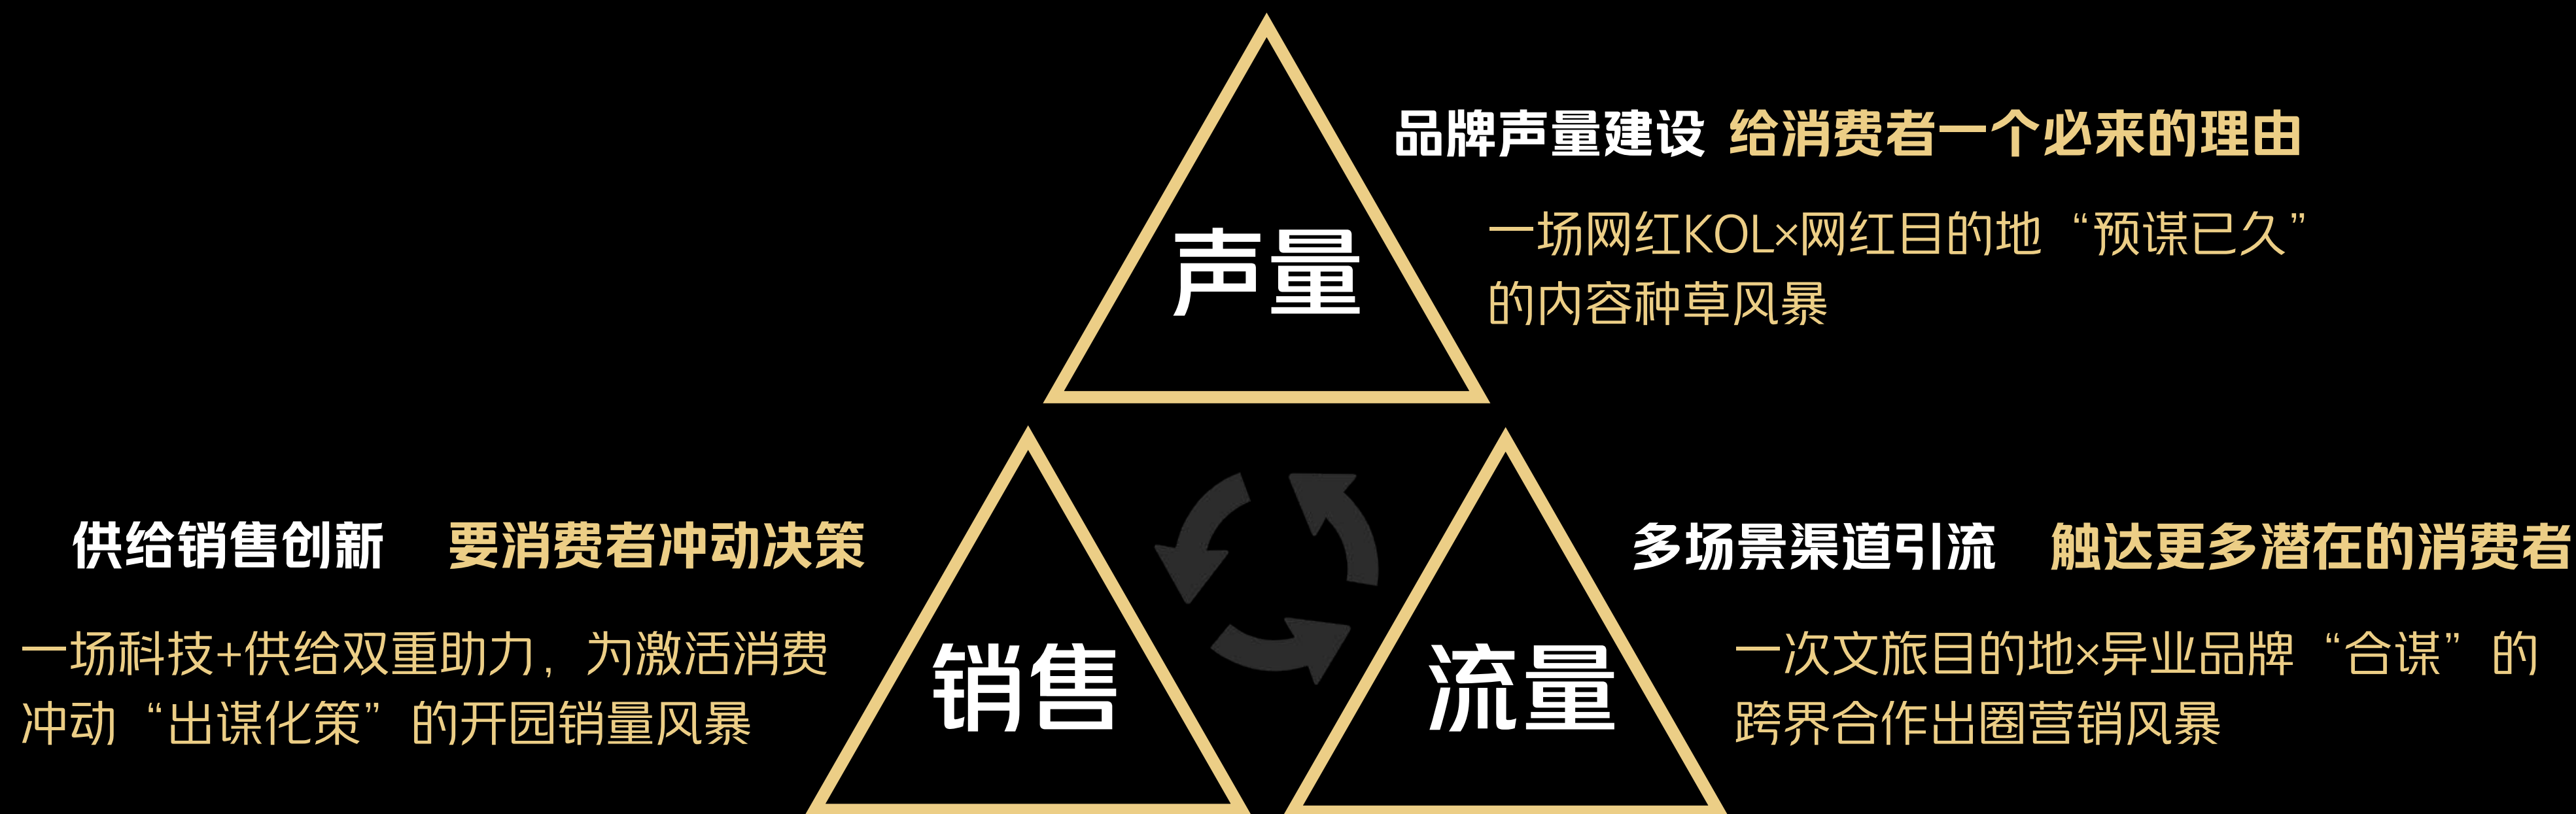 品牌声量建设 给消费者一个必来的理由
一场网红KOL×网红目的地“预谋已久”
的内容种草风暴
声量
供给销售创新 要消费者冲动决策
一场科技+供给双重助力，为激活消费
冲动“出谋化策”的开园销量风暴
销售
多场景渠道引流 触达更多潜在的消费者
一次文旅目的地×异业品牌“合谋”的
跨界合作出圈营销风暴
流量